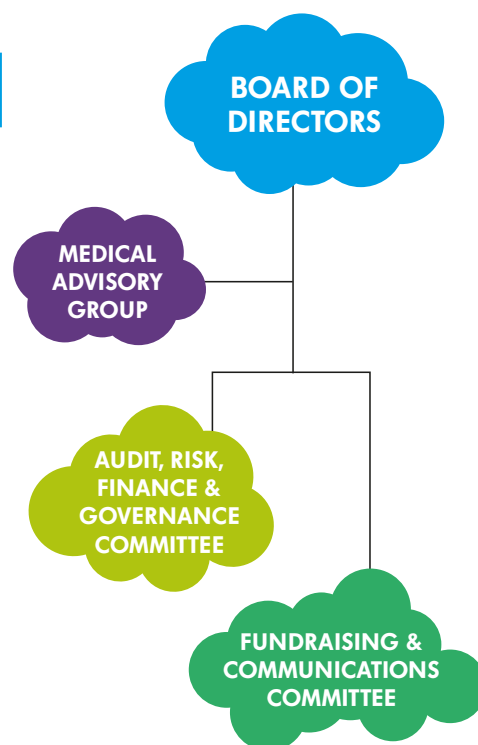 BOARD OF
DIRECTORS
MEDICAL
ADVISORY
GROUP
AUDIT, RISK,
FINANCE &
GOVERNANCE
COMMITTEE
FUNDRAISING &
COMMUNICATIONS
COMMITTEE